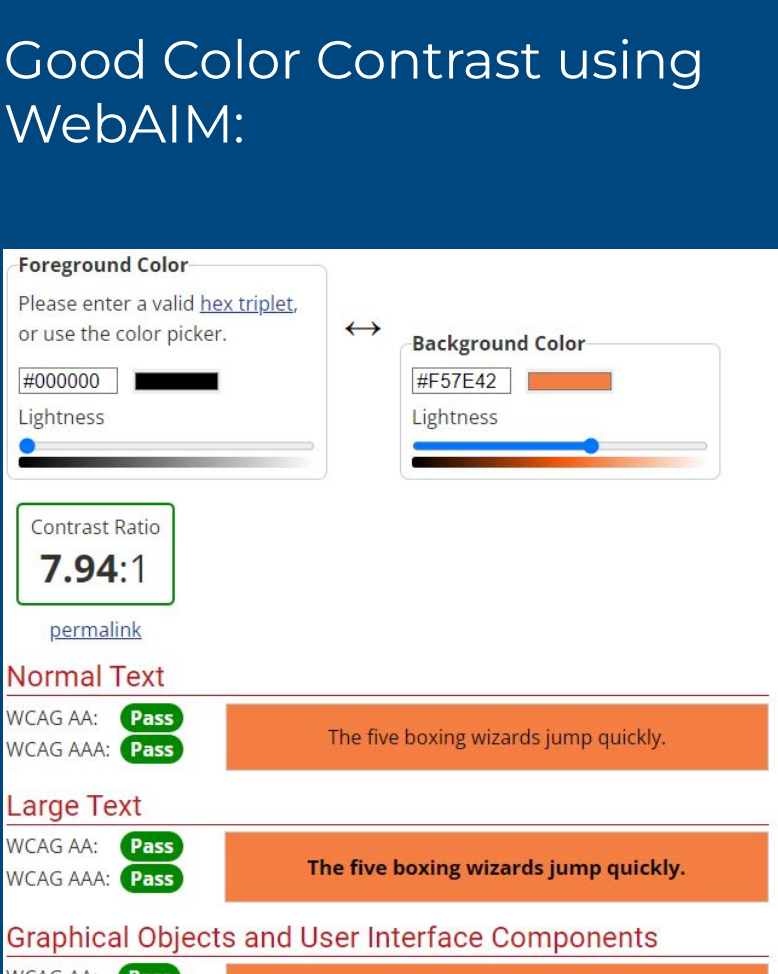 Good Color Contrast using
WebAIM:
Foreground Color
Please enter a valid hex triplet,
or use the color picker.
#000000
Lightness
↔
Background Color
#F57E42
Lightness
Contrast Ratio
7.94:1
permalink
Normal Text
WCAG AA: Pass
WCAG AAA: Pass
The five boxing wizards jump quickly.
Large Text
WCAG AA: Pass
WCAG AAA: Pass
The five boxing wizards jump quickly.
Graphical Objects and User Interface Components
WCAG AA: Pass